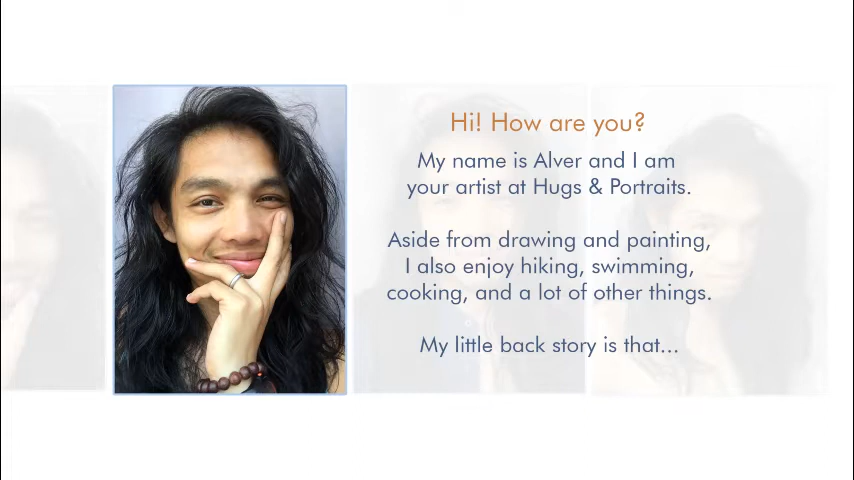 Hi! How are you?
My name is Alver and I am
your artist at Hugs & Portraits.
Aside from drawing and painting,
I also enjoy hiking, swimming,
cooking, and a lot of other things.
My little back story is that...